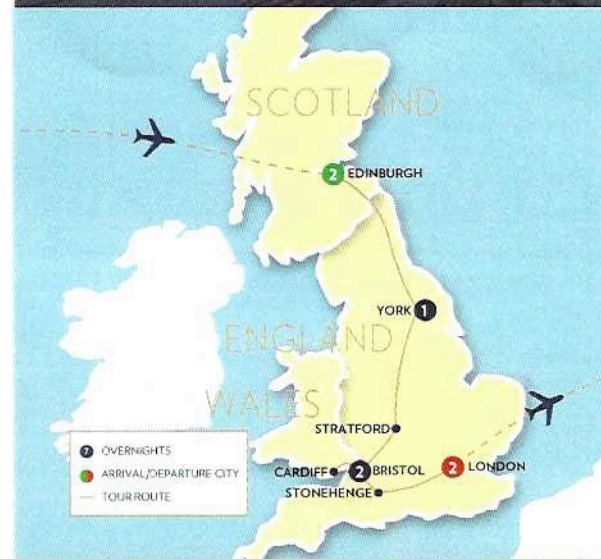 SCOTLAND
2 EDINBURGH
YORK 1
ENGLAND
WALES
STRATFORD
CARDIFF
2 BRISTOL
2 LONDON
STONEHENGE
7 OVERNIGHTS
ARRIVAL/DEPARTURE CITY
TOUR ROUTE